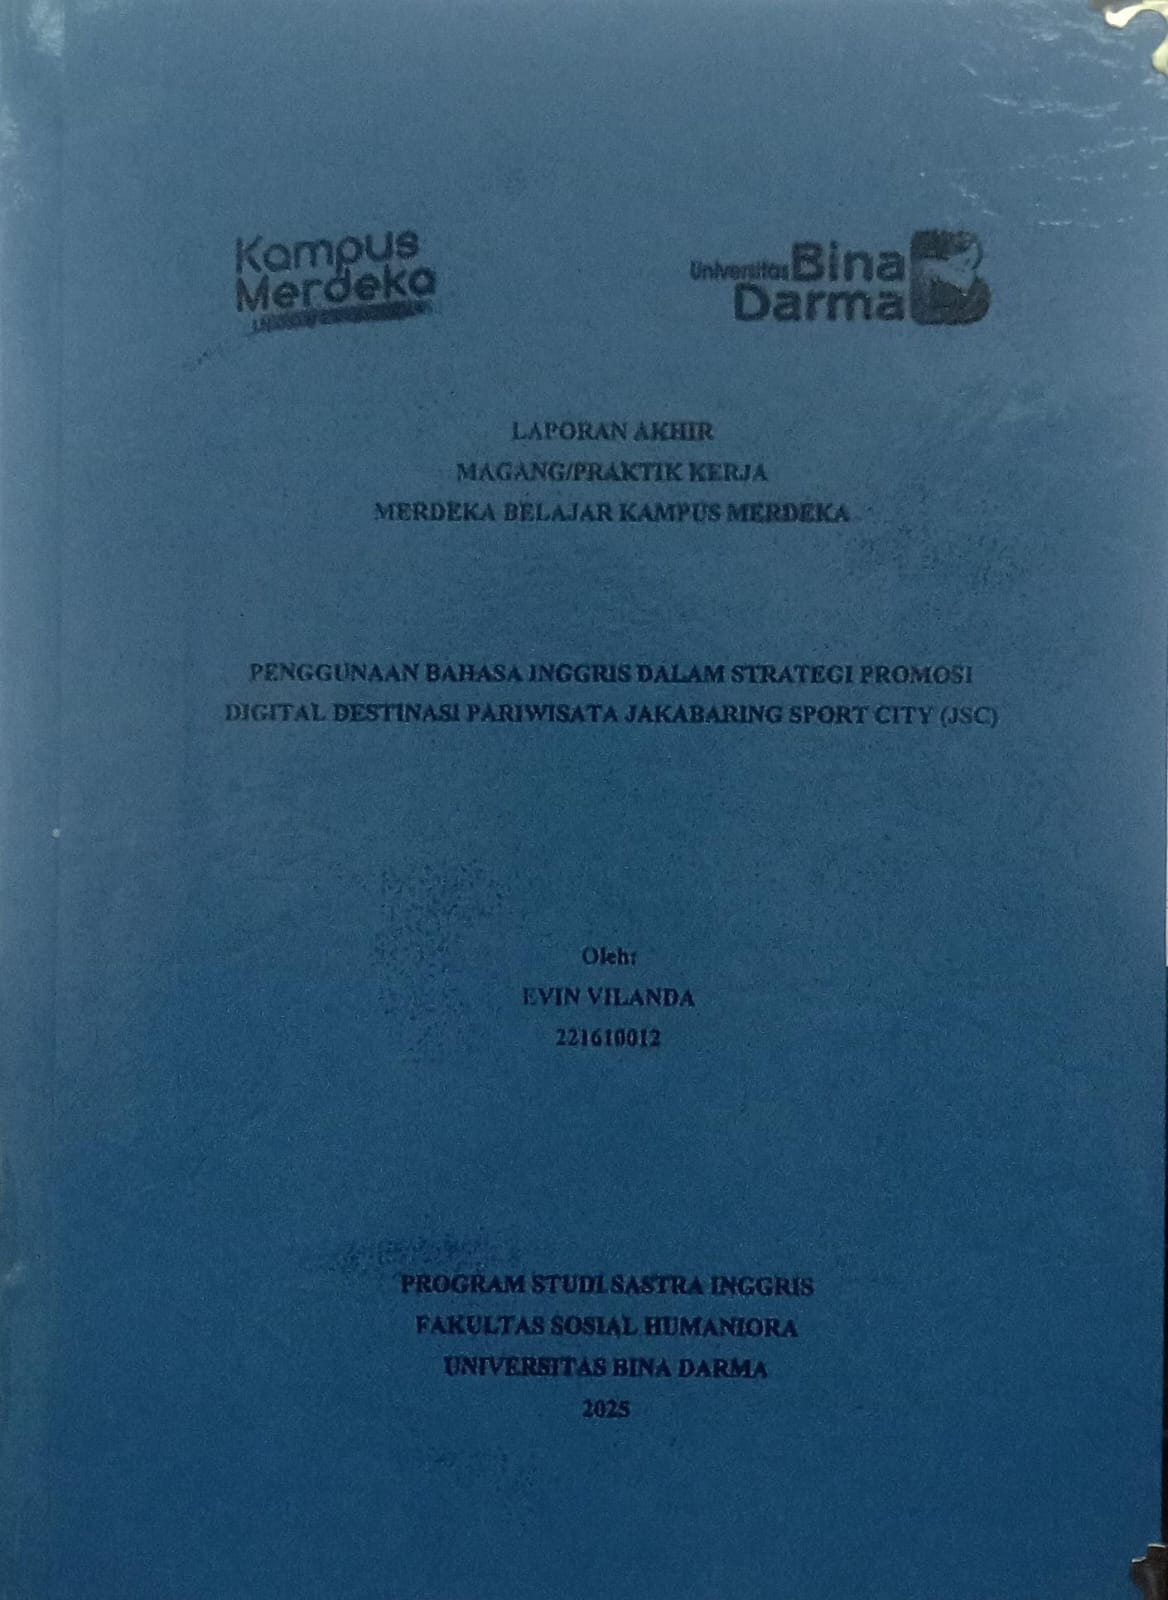 Kampus
Merdeka
Universitas Bina
Darma
LAPORAN AKHIR
MAGANG/PRAKTIK KERJA
MERDEKA BELAJAR KAMPUS MERDEKA
PENGGUNAAN BAHASA INGGRIS DALAM STRATEGI PROMOSI
DIGITAL DESTINASI PARIWISATA JAKABARING SPORT CITY (JSC)
Oleh:
EVIN VILANDA
221610012
PROGRAM STUDI SASTRA INGGRIS
FAKULTAS SOSIAL HUMANIORA
UNIVERSITAS BINA DARMA
2025